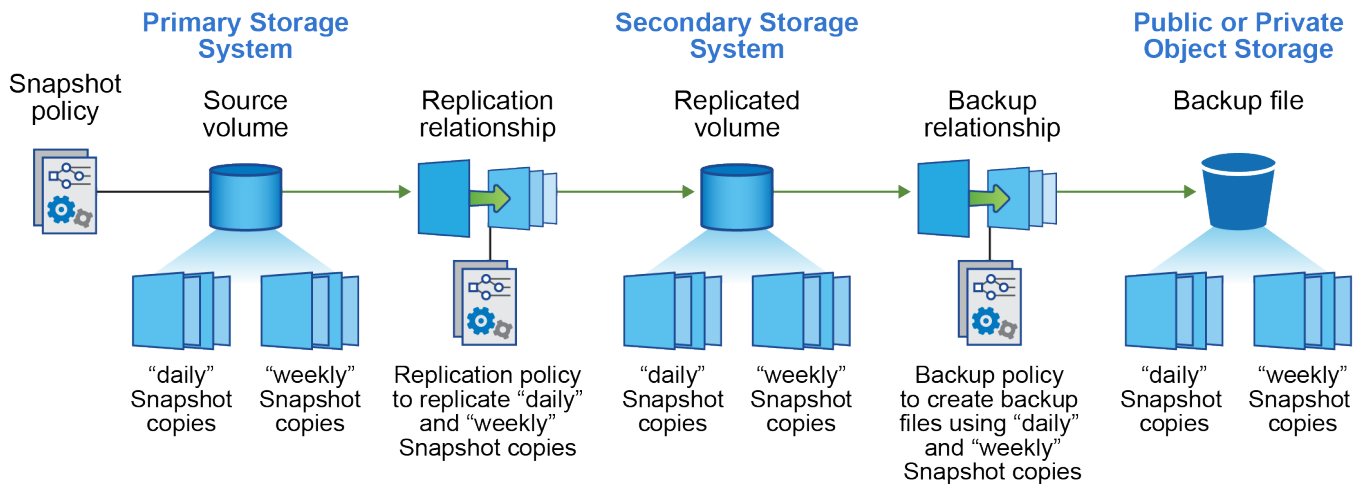 Primary Storage
System
Secondary Storage
System
Public or Private
Object Storage
Snapshot
policy
Source
volume
Replication
relationship
Replicated
volume
Backup
relationship
Backup file
“daily”
Snapshot
copies
“weekly”
Snapshot
copies
Replication policy
to replicate “daily”
and “weekly”
Snapshot copies
“daily”
Snapshot
copies
“weekly”
Snapshot
copies
Backup policy
to create backup
files using “daily”
and “weekly”
Snapshot copies
“daily”
Snapshot
copies
“weekly”
Snapshot
copies